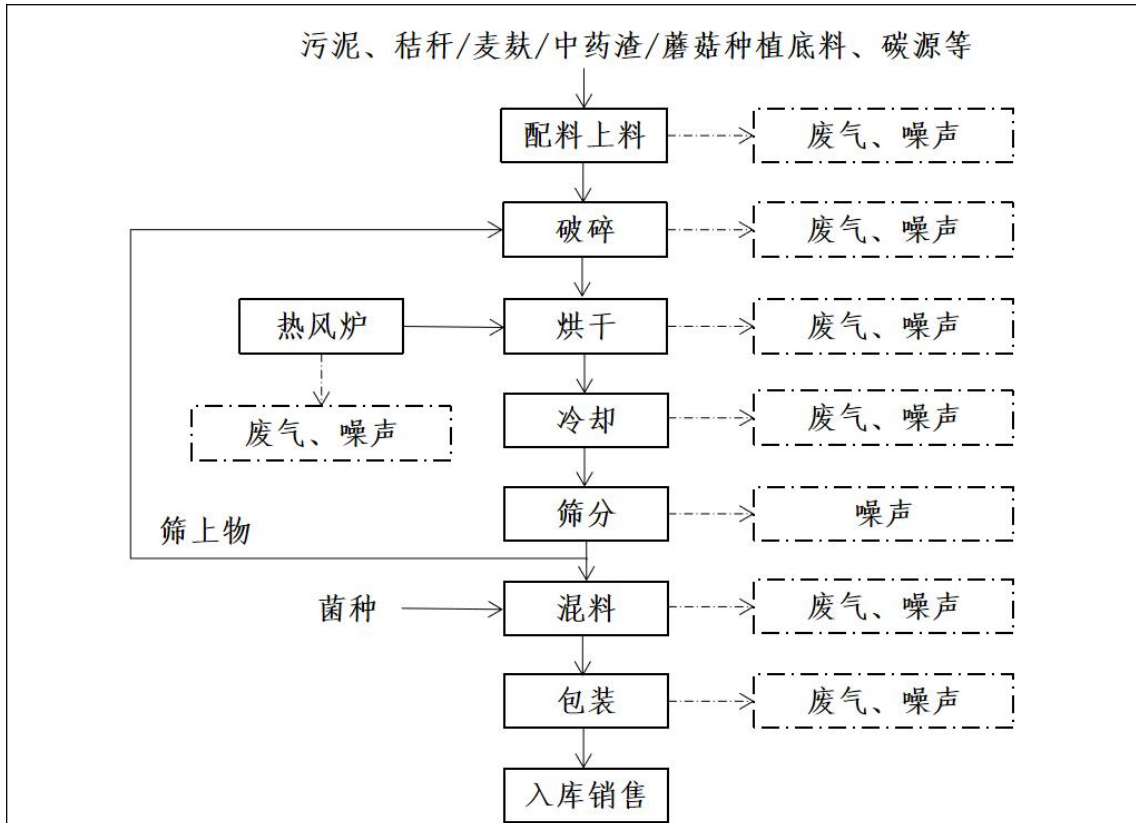 污泥、秸秆/麦麸/中药渣/蘑菇种植底料、碳源等
配料上料
废气、噪声
破碎
废气、噪声
热风炉
烘干
废气、噪声
废气、噪声
冷却
废气、噪声
筛分
噪声
筛上物
菌种
混料
废气、噪声
包装
废气、噪声
入库销售